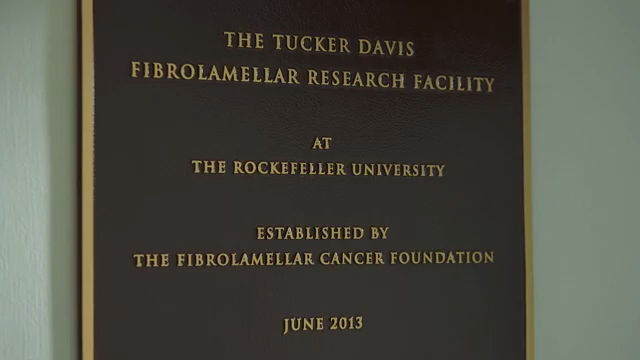 THE TUCKER DAVIS
FIBROLAMELLAR RESEARCH FACILITY
AT
THE ROCKEFELLER UNIVERSITY
ESTABLISHED BY
THE FIBROLAMELLAR CANCER FOUNDATION
JUNE 2013